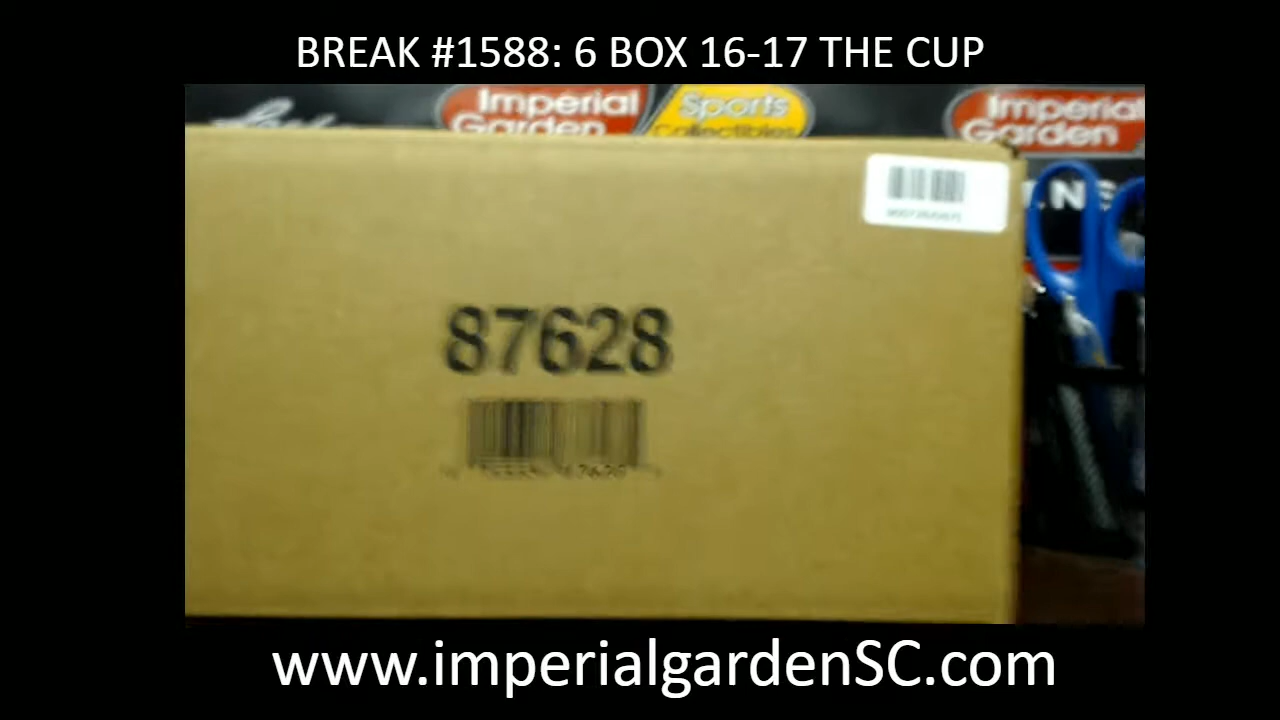 BREAK #1588: 6 BOX 16-17 THE CUP
Imperial
Garden
Sports
Collectibles
Imperial
Garden
87628
www.imperialgardenSC.com